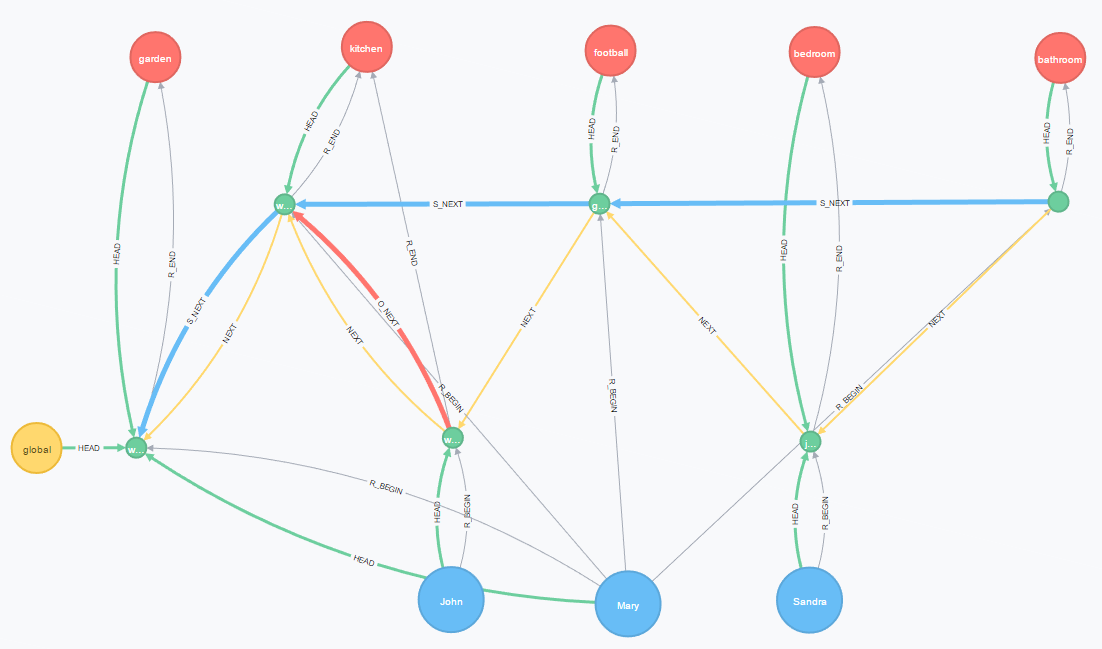 garden
kitchen
football
bedroom
bathroom
HEAD
R_END
HEAD
R_END
HEAD
R_END
w...
S_NEXT
g...
S_NEXT
HEAD
R_END
R_END
HEAD
R_END
S_NEXT
O_NEXT
NEXT
NEXT
NEXT
NEXT
NEXT
R_BEGIN
R_BEGIN
R_BEGIN
global
HEAD
w...
w...
j...
R_BEGIN
HEAD
R_BEGIN
HEAD
R_BEGIN
HEAD
John
Mary
Sandra